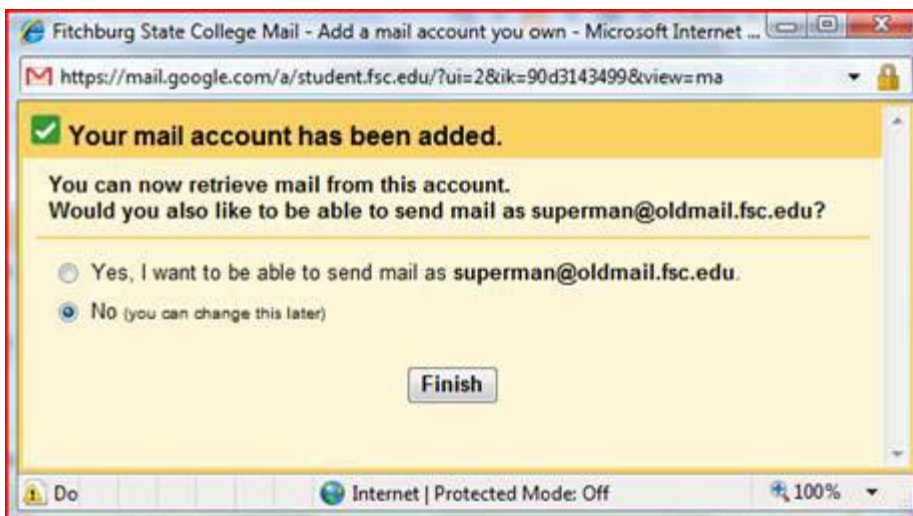 Fitchburg State College Mail - Add a mail account you own - Microsoft Internet ...
https://mail.google.com/a/student.fsc.edu/?ui=2&ik=90d3143499&view=ma
Your mail account has been added.
You can now retrieve mail from this account.
Would you also like to be able to send mail as superman@oldmail.fsc.edu?
Yes, I want to be able to send mail as superman@oldmail.fsc.edu.
No (you can change this later)
Finish
Do Internet | Protected Mode: Off 100%